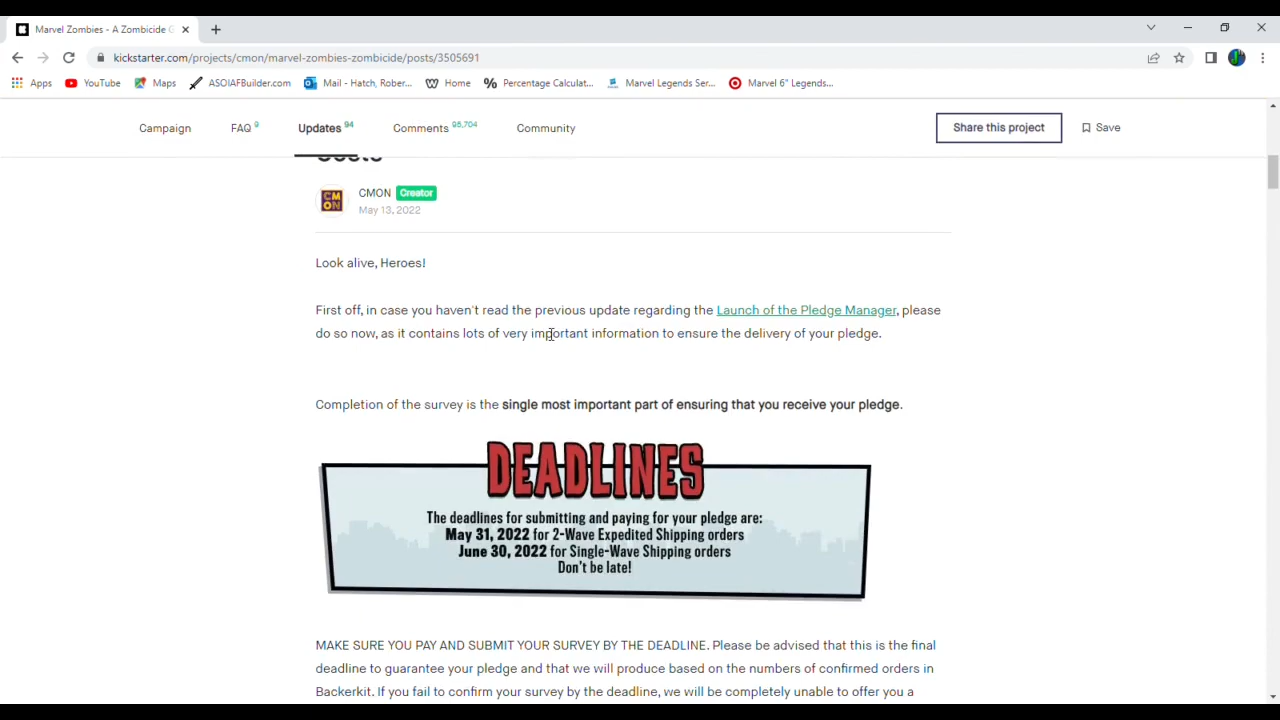 Marvel Zombies - A Zombicide G
kickstarter.com/projects/cmon/marvel-zombies-zombicide/posts/3505691
Apps YouTube Maps ASOIAFBuilder.com Mail - Hatch, Rober... Home Percentage Calculat... Marvel Legends Ser... Marvel 6" Legends...
Campaign FAQ 9 Updates 94 Comments Community Share this project Save
Costs
CM
ON
CMON Creator
May 13, 2022
Look alive, Heroes!
First off, in case you haven't read the previous update regarding the Launch of the Pledge Manager, please
do so now, as it contains lots of very important information to ensure the delivery of your pledge.
Completion of the survey is the single most important part of ensuring that you receive your pledge.
DEADLINES
The deadlines for submitting and paying for your pledge are:
May 31, 2022 for 2-Wave Expedited Shipping orders
June 30, 2022 for Single-Wave Shipping orders
Don't be late!
MAKE SURE YOU PAY AND SUBMIT YOUR SURVEY BY THE DEADLINE. Please be advised that this is the final
deadline to guarantee your pledge and that we will produce based on the numbers of confirmed orders in
Backerkit. If you fail to confirm your survey by the deadline, we will be completely unable to offer you a